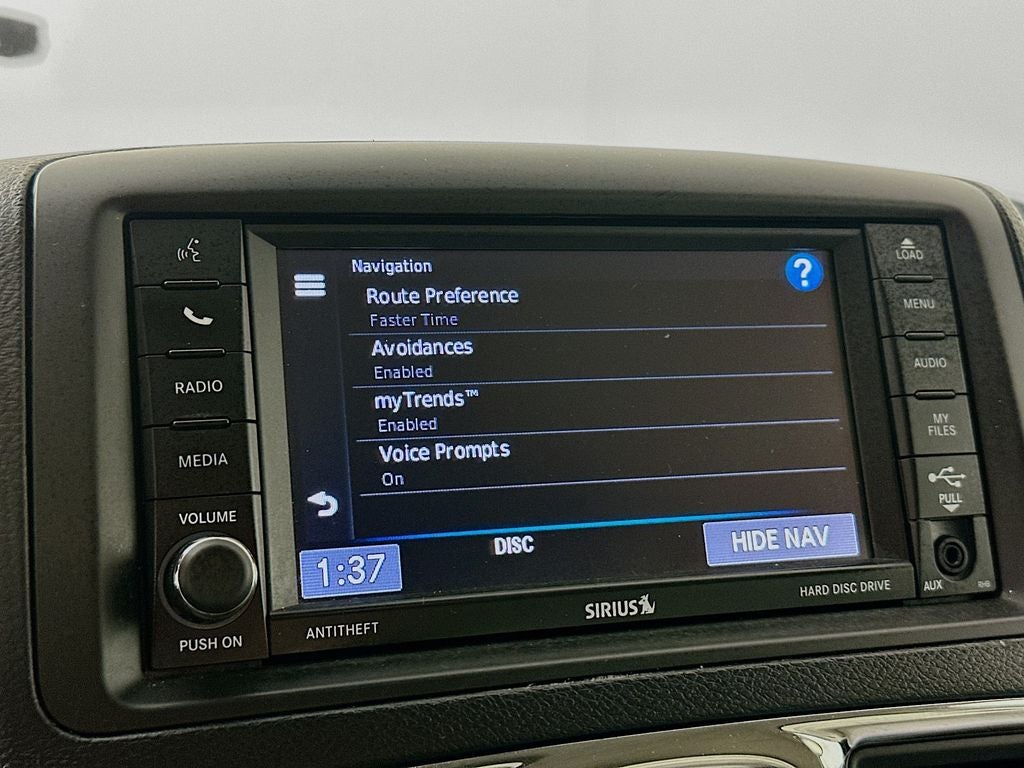 RADIO
MEDIA
VOLUME
PUSH ON
Navigation
?
Route Preference
Faster Time
Avoidances
Enabled
myTrends™
Enabled
Voice Prompts
On
1:37
DISC
HIDE NAV
ANTITHEFT
SIRIUS
HARD DISC DRIVE
LOAD
MENU
AUDIO
MY
FILES
PULL
AUX
RHB